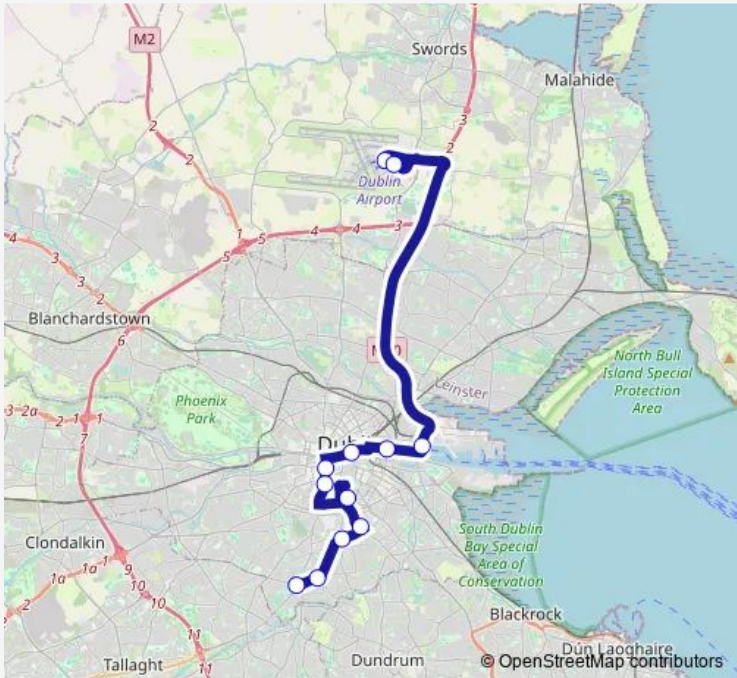 M2
Swords
Malahide
2
2
2
Dublin
Airport
3
4
4
3
5
5
1
4
3
3
2
Blanchardstown
6
Leinster
North Bull
Island Special
Protection
Area
Phoenix
Park
3
2a
2
1
1
7
South Dublin
Bay Special
Area of
Conservation
Clondalkin
9
1a
1a
1
10
10
11
11
Blackrock
Tallaght
Dundrum
Dún Laoghaire
© OpenStreetMap contributors